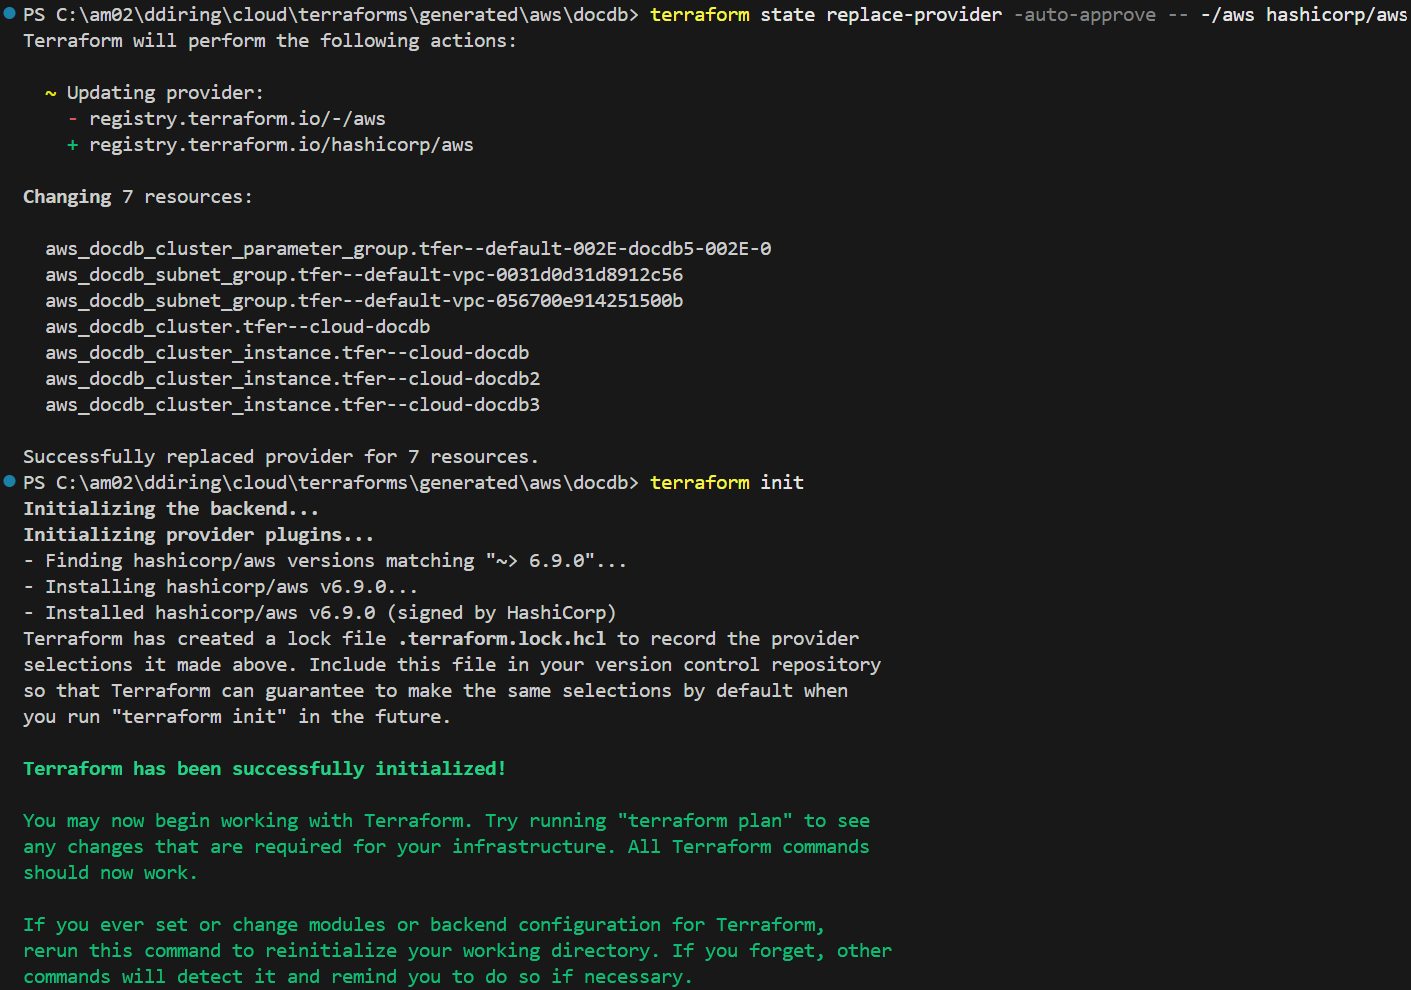 PS C:\am02\ddiring\cloud\terraforms\generated\aws\docdb> terraform state replace-provider -auto-approve -- -/aws hashicorp/aws
Terraform will perform the following actions:
~ Updating provider:
- registry.terraform.io/-/aws
+ registry.terraform.io/hashicorp/aws
Changing 7 resources:
aws_docdb_cluster_parameter_group.tfer--default-002E-docdb5-002E-0
aws_docdb_subnet_group.tfer--default-vpc-0031d0d31d8912c56
aws_docdb_subnet_group.tfer--default-vpc-056700e914251500b
aws_docdb_cluster.tfer--cloud-docdb
aws_docdb_cluster_instance.tfer--cloud-docdb
aws_docdb_cluster_instance.tfer--cloud-docdb2
aws_docdb_cluster_instance.tfer--cloud-docdb3
Successfully replaced provider for 7 resources.
PS C:\am02\ddiring\cloud\terraforms\generated\aws\docdb> terraform init
Initializing the backend...
Initializing provider plugins...
- Finding hashicorp/aws versions matching "~> 6.9.0"...
- Installing hashicorp/aws v6.9.0...
- Installed hashicorp/aws v6.9.0 (signed by HashiCorp)
Terraform has created a lock file .terraform.lock.hcl to record the provider
selections it made above. Include this file in your version control repository
so that Terraform can guarantee to make the same selections by default when
you run "terraform init" in the future.
Terraform has been successfully initialized!
You may now begin working with Terraform. Try running "terraform plan" to see
any changes that are required for your infrastructure. All Terraform commands
should now work.
If you ever set or change modules or backend configuration for Terraform,
rerun this command to reinitialize your working directory. If you forget, other
commands will detect it and remind you to do so if necessary.